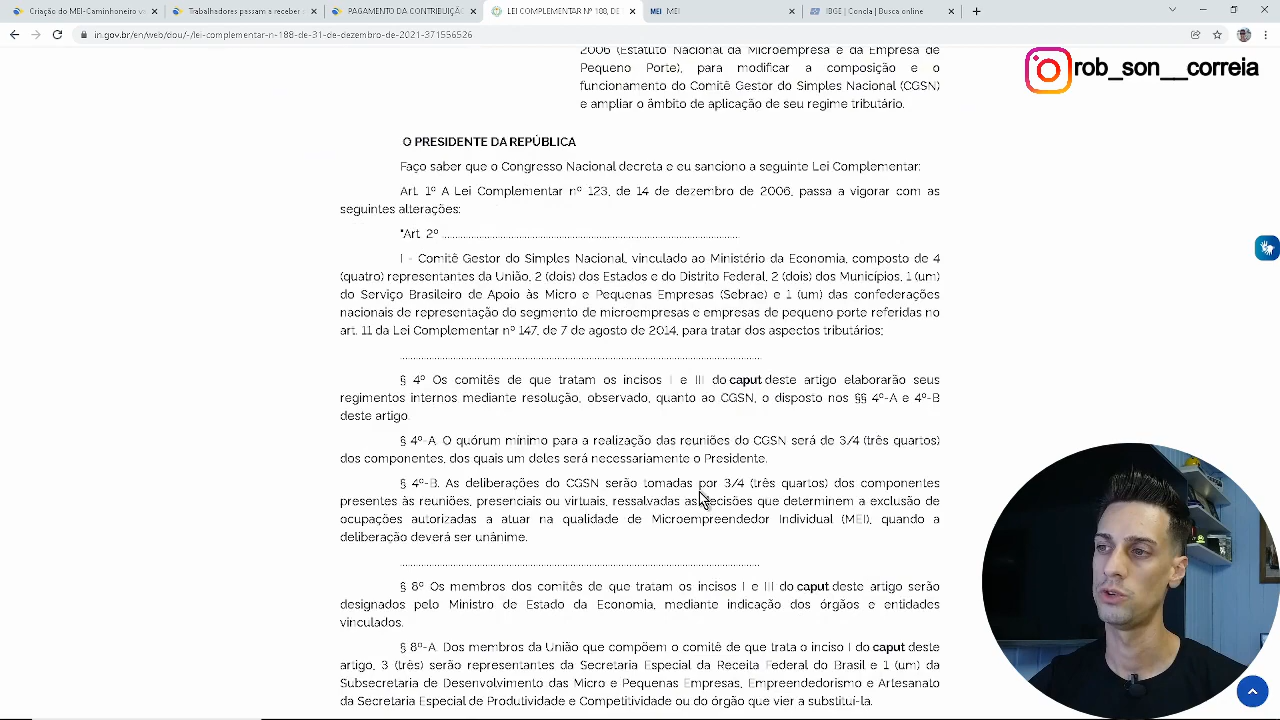 Criação do MEI-Caminhoneiro v
Trabalhadores passam a receber
PAGAMENTO DA CONTRIBUIÇÃ
LEI COMPLEMENTAR Nº 188, DE
MEI MEI
IBGE | Concla | Busca online
in.gov.br/en/web/dou/-/lei-complementar-n-188-de-31-de-dezembro-de-2021-371556526
rob_son__correia
2006 (Estatuto Nacional da Microempresa e da Empresa de
Pequeno Porte), para modificar a composição e o
funcionamento do Comitê Gestor do Simples Nacional (CGSN)
e ampliar o âmbito de aplicação de seu regime tributário.
O PRESIDENTE DA REPÚBLICA
Faço saber que o Congresso Nacional decreta e eu sanciono a seguinte Lei Complementar:
Art. 1º A Lei Complementar nº 123, de 14 de dezembro de 2006, passa a vigorar com as
seguintes alterações:
"Art. 2º ..........................................................................................
I - Comitê Gestor do Simples Nacional, vinculado ao Ministério da Economia, composto de 4
(quatro) representantes da União, 2 (dois) dos Estados e do Distrito Federal, 2 (dois) dos Municípios, 1 (um)
do Serviço Brasileiro de Apoio às Micro e Pequenas Empresas (Sebrae) e 1 (um) das confederações
nacionais de representação do segmento de microempresas e empresas de pequeno porte referidas no
art. 11 da Lei Complementar nº 147, de 7 de agosto de 2014, para tratar dos aspectos tributários;
..........................................................................................
§ 4º Os comitês de que tratam os incisos I e III do caput deste artigo elaborarão seus
regimentos internos mediante resolução, observado, quanto ao CGSN, o disposto nos §§ 4º-A e 4º-B
deste artigo.
§ 4º-A. O quórum mínimo para a realização das reuniões do CGSN será de 3/4 (três quartos)
dos componentes, dos quais um deles será necessariamente o Presidente.
§ 4º-B. As deliberações do CGSN serão tomadas por 3/4 (três quartos) dos componentes
presentes às reuniões, presenciais ou virtuais, ressalvadas as decisões que determinem a exclusão de
ocupações autorizadas a atuar na qualidade de Microempreendedor Individual (MEI), quando a
deliberação deverá ser unânime.
..........................................................................................
§ 8º Os membros dos comitês de que tratam os incisos I e III do caput deste artigo serão
designados pelo Ministro de Estado da Economia, mediante indicação dos órgãos e entidades
vinculados.
§ 8º-A. Dos membros da União que compõem o comitê de que trata o inciso I do caput deste
artigo, 3 (três) serão representantes da Secretaria Especial da Receita Federal do Brasil e 1 (um) da
Subsecretaria de Desenvolvimento das Micro e Pequenas Empresas, Empreendedorismo e Artesanato
da Secretaria Especial de Produtividade e Competitividade ou do órgão que vier a substituí-la.